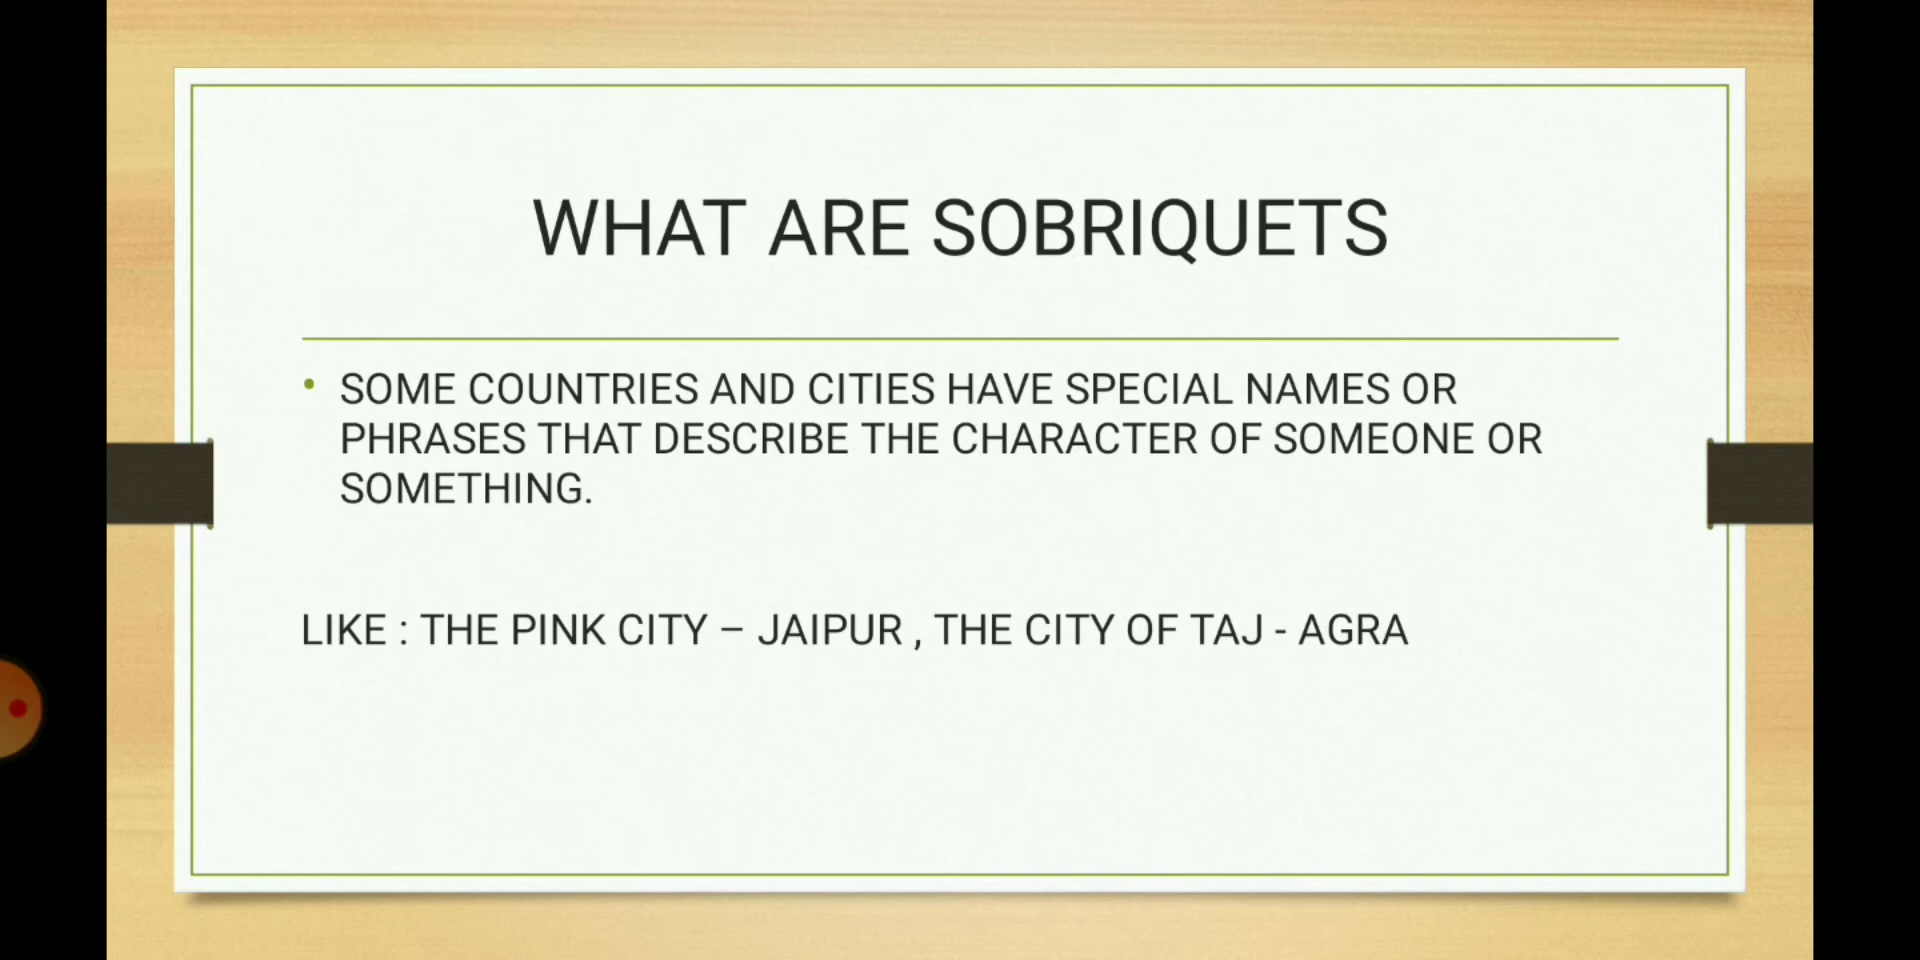 WHAT ARE SOBRIQUETS
• SOME COUNTRIES AND CITIES HAVE SPECIAL NAMES OR
PHRASES THAT DESCRIBE THE CHARACTER OF SOMEONE OR
SOMETHING.
LIKE : THE PINK CITY – JAIPUR , THE CITY OF TAJ - AGRA